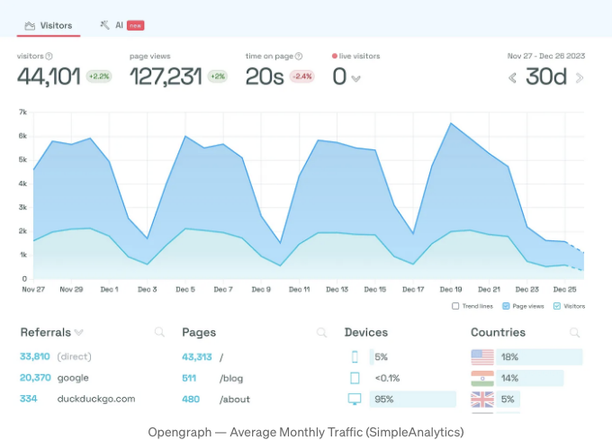 Visitors AI new
visitors page views time on page live visitors Nov 27 - Dec 26 2023
44,101 +2.2% 127,231 +2% 20s -2.4% 0 30d
7k
6k
5k
4k
3k
2k
1k
0
Nov 27 Nov 29 Dec 1 Dec 3 Dec 5 Dec 7 Dec 9 Dec 11 Dec 13 Dec 15 Dec 17 Dec 19 Dec 21 Dec 23 Dec 25
Trend lines Page views Visitors
Referrals Pages Devices Countries
33,810 (direct) 43,313 / 5% 18%
20,370 google 511 /blog <0.1% 14%
334 duckduckgo.com 480 /about 95% 5%
Opengraph — Average Monthly Traffic (SimpleAnalytics)